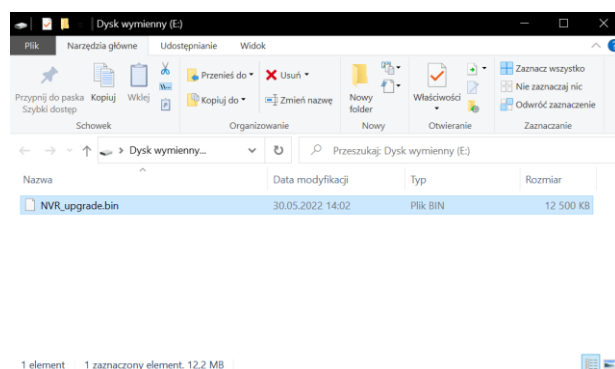 Dysk wymienny (E:)
Plik Narzędzia główne Udostępnianie Widok
Przypnij do paska Szybki dostęp
Kopiuj
Wklej
Schowek
Przenieś do
Kopiuj do
Usuń
Zmień nazwę
Organizowanie
Nowy folder
Nowy
Właściwości
Otwieranie
Zaznacz wszystko
Nie zaznaczaj nic
Odwróć zaznaczenie
Zaznaczanie
Dysk wymienny... Przeszukaj: Dysk wymienny (E:)
Nazwa Data modyfikacji Typ Rozmiar
NVR_upgrade.bin 30.05.2022 14:02 Plik BIN 12 500 KB
1 element 1 zaznaczony element. 12,2 MB